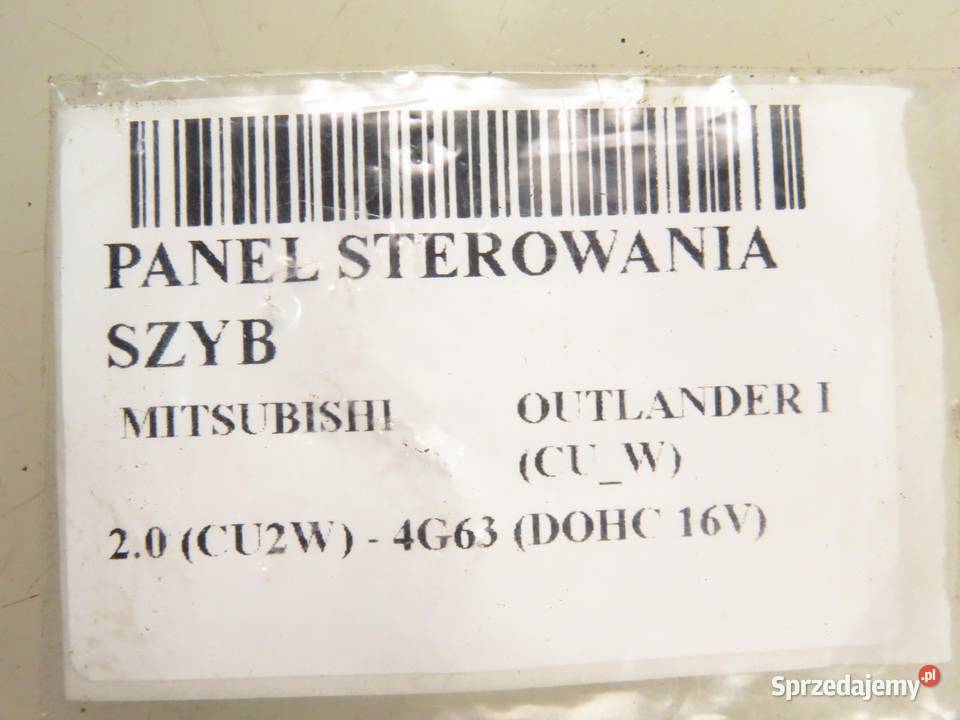 PANEL STEROWANIA
SZYB
MITSUBISHI OUTLANDER I
(CU_W)
2.0 (CU2W) - 4G63 (DOHC 16V)
Sprzedajemy.pl